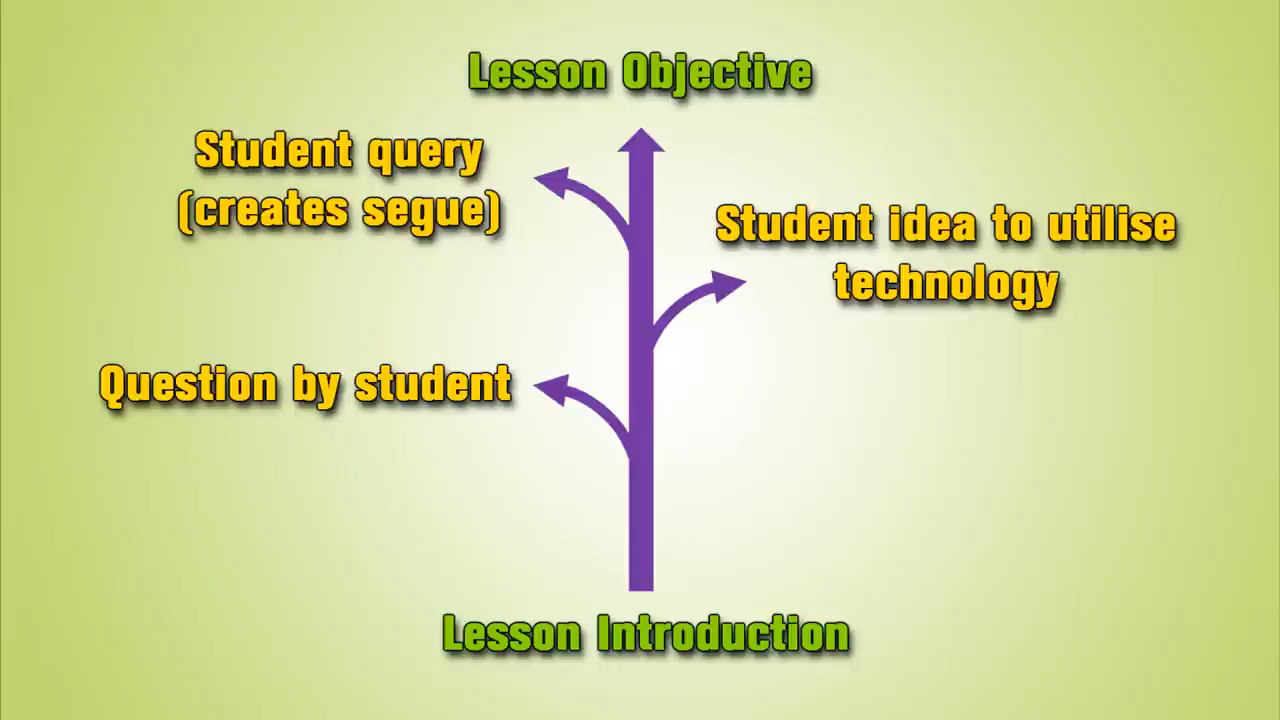 Lesson Objective
Student query
(creates segue)
Student idea to utilise
technology
Question by student
Lesson Introduction